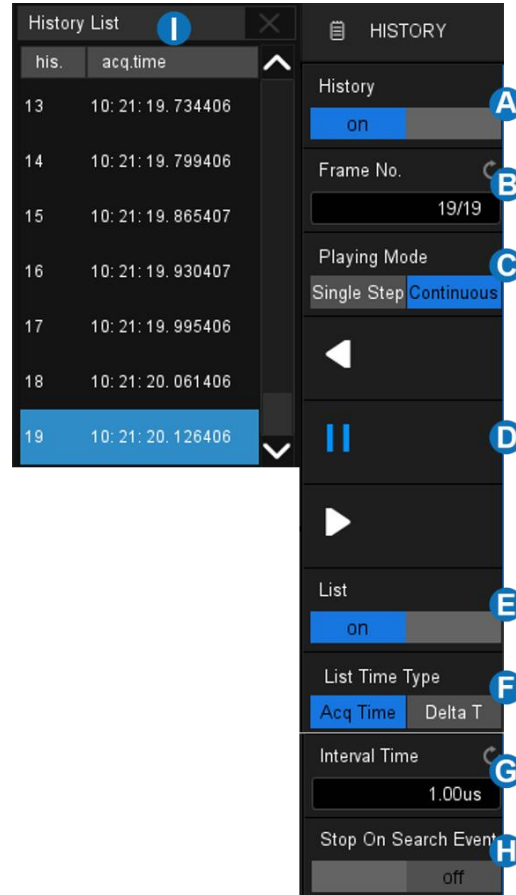 History List
I
his. acq.time
13 10: 21: 19. 734406
14 10: 21: 19. 799406
15 10: 21: 19. 865407
16 10: 21: 19. 930407
17 10: 21: 19. 995406
18 10: 21: 20. 061406
19 10: 21: 20. 126406
HISTORY
History
A
on
Frame No.
B
19/19
Playing Mode
C
Single Step Continuous
D
List
E
on
List Time Type
F
Acq Time Delta T
Interval Time
G
1.00us
Stop On Search Event
H
off